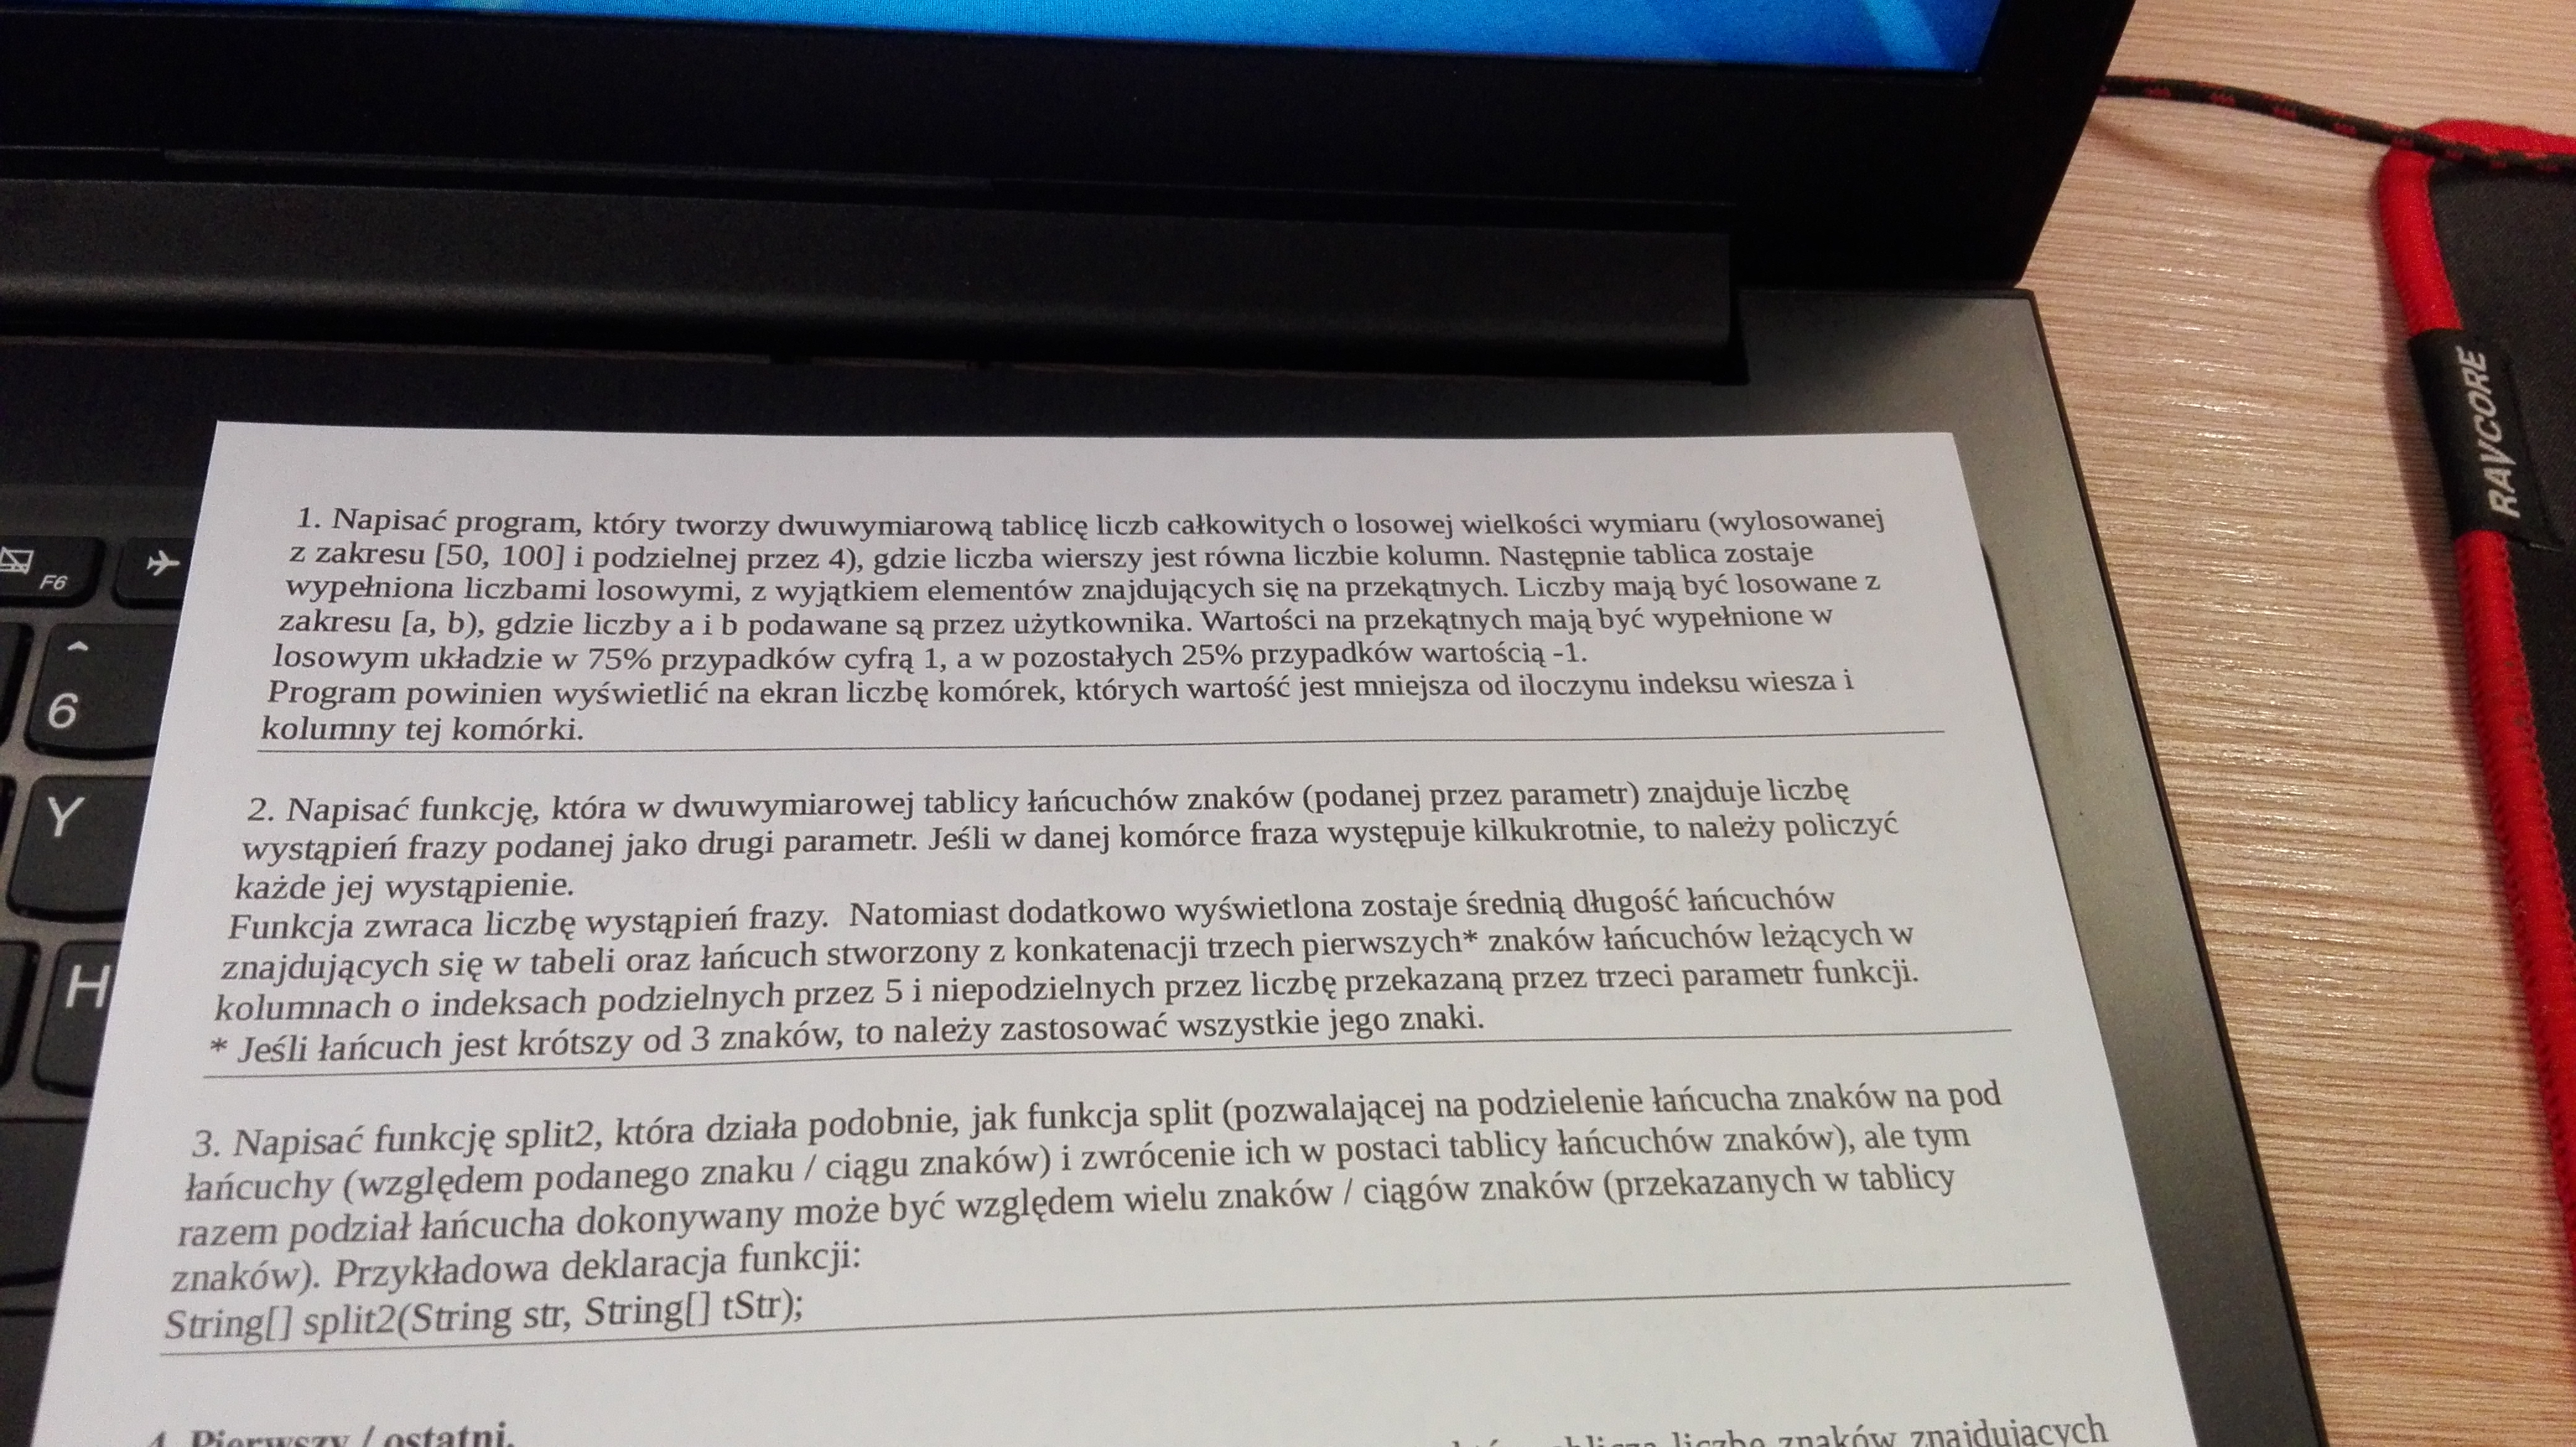 1. Napisać program, który tworzy dwuwymiarową tablicę liczb całkowitych o losowej wielkości wymiaru (wylosowanej
z zakresu [50, 100] i podzielnej przez 4), gdzie liczba wierszy jest równa liczbie kolumn. Następnie tablica zostaje
wypełniona liczbami losowymi, z wyjątkiem elementów znajdujących się na przekątnych. Liczby mają być losowane z
zakresu [a, b), gdzie liczby a i b podawane są przez użytkownika. Wartości na przekątnych mają być wypełnione w
losowym układzie w 75% przypadków cyfrą 1, a w pozostałych 25% przypadków wartością -1.
Program powinien wyświetlić na ekran liczbę komórek, których wartość jest mniejsza od iloczynu indeksu wiesza i
kolumny tej komórki.
2. Napisać funkcję, która w dwuwymiarowej tablicy łańcuchów znaków (podanej przez parametr) znajduje liczbę
wystąpień frazy podanej jako drugi parametr. Jeśli w danej komórce fraza występuje kilkukrotnie, to należy policzyć
każde jej wystąpienie.
Funkcja zwraca liczbę wystąpień frazy. Natomiast dodatkowo wyświetlona zostaje średnią długość łańcuchów
znajdujących się w tabeli oraz łańcuch stworzony z konkatenacji trzech pierwszych* znaków łańcuchów leżących w
kolumnach o indeksach podzielnych przez 5 i niepodzielnych przez liczbę przekazaną przez trzeci parametr funkcji.
* Jeśli łańcuch jest krótszy od 3 znaków, to należy zastosować wszystkie jego znaki.
3. Napisać funkcję split2, która działa podobnie, jak funkcja split (pozwalającej na podzielenie łańcucha znaków na pod
łańcuchy (względem podanego znaku / ciągu znaków) i zwrócenie ich w postaci tablicy łańcuchów znaków), ale tym
razem podział łańcucha dokonywany może być względem wielu znaków / ciągów znaków (przekazanych w tablicy
znaków). Przykładowa deklaracja funkcji:
String[] split2(String str, String[] tStr);
4. Pierwszy / ostatni.
liczbę znaków znajdujących
F6
6
Y
H
RAVCORE